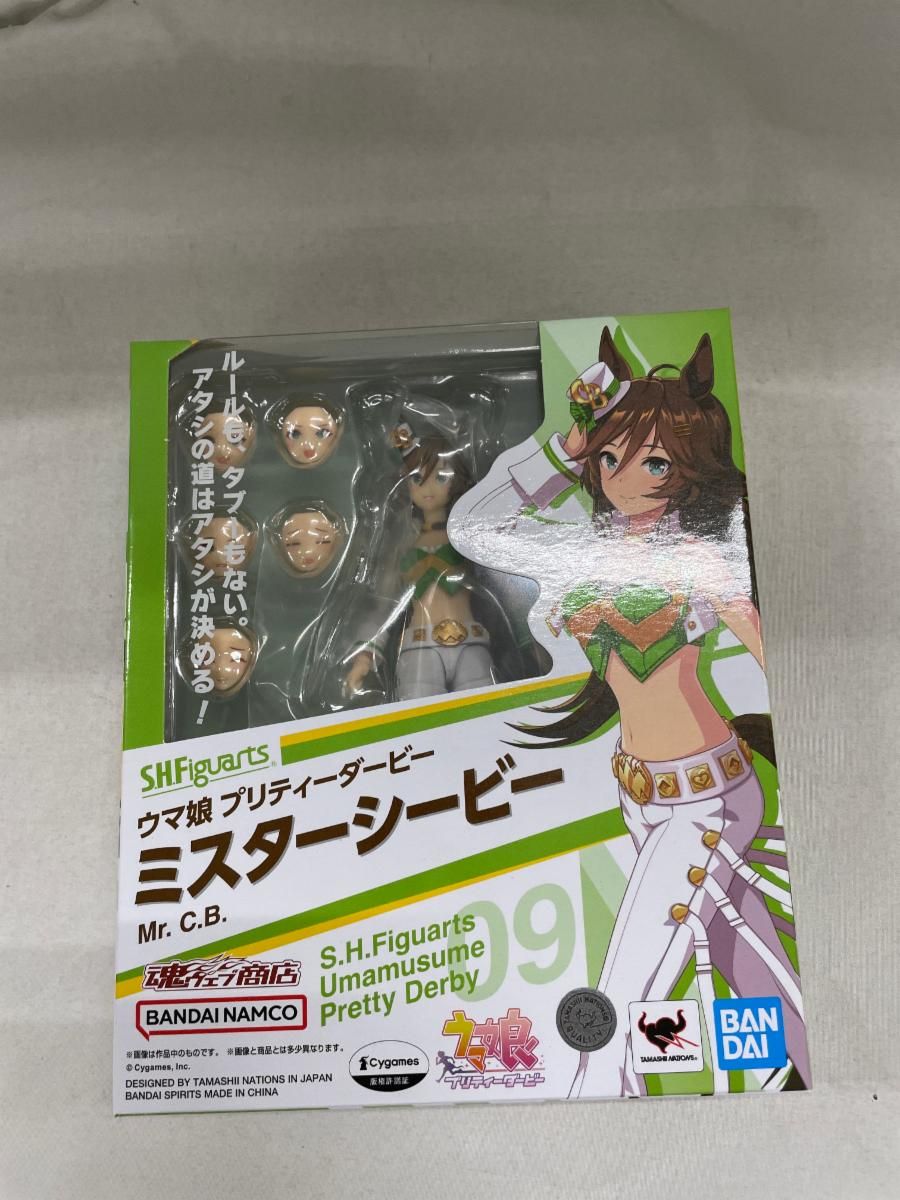 ルールも、タブーもない。
アタシの道はアタシが決める！
S.H.Figuarts®
ウマ娘 プリティーダービー
ミスターシービー
Mr. C.B.
09
S.H.Figuarts
Umamusume
Pretty Derby
魂ウェブ商店
BANDAI NAMCO
※画像は作品中のものです。 ※画像と商品とは多少異なります。
© Cygames, Inc.
DESIGNED BY TAMASHII NATIONS IN JAPAN
BANDAI SPIRITS MADE IN CHINA
Cygames
版権許諾証
ウマ娘
プリティーダービー
TAMASHII NATIONS
QUALITY
TAMASHII NATIONS
BAN
DAI